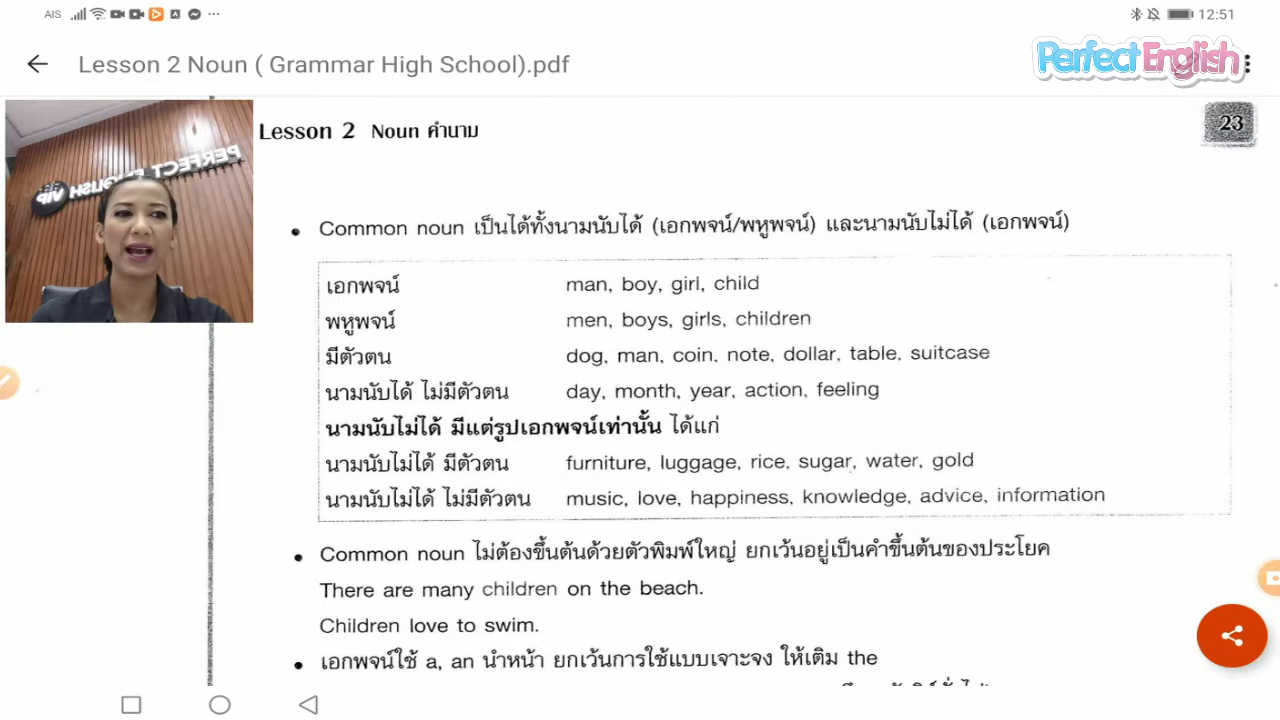 AIS
12:51
Lesson 2 Noun ( Grammar High School).pdf
Perfect English
PERFECT ENGLISH VIP
Lesson 2 Noun คำนาม
23
Common noun เป็นได้ทั้งนามนับได้ (เอกพจน์/พหูพจน์) และนามนับไม่ได้ (เอกพจน์)
เอกพจน์ man, boy, girl, child
พหูพจน์ men, boys, girls, children
มีตัวตน dog, man, coin, note, dollar, table, suitcase
นามนับได้ ไม่มีตัวตน day, month, year, action, feeling
นามนับไม่ได้ มีแต่รูปเอกพจน์เท่านั้น ได้แก่
นามนับไม่ได้ มีตัวตน furniture, luggage, rice, sugar, water, gold
นามนับไม่ได้ ไม่มีตัวตน music, love, happiness, knowledge, advice, information
Common noun ไม่ต้องขึ้นต้นด้วยตัวพิมพ์ใหญ่ ยกเว้นอยู่เป็นคำขึ้นต้นของประโยค
There are many children on the beach.
Children love to swim.
เอกพจน์ใช้ a, an นำหน้า ยกเว้นการใช้แบบเจาะจง ให้เติม the